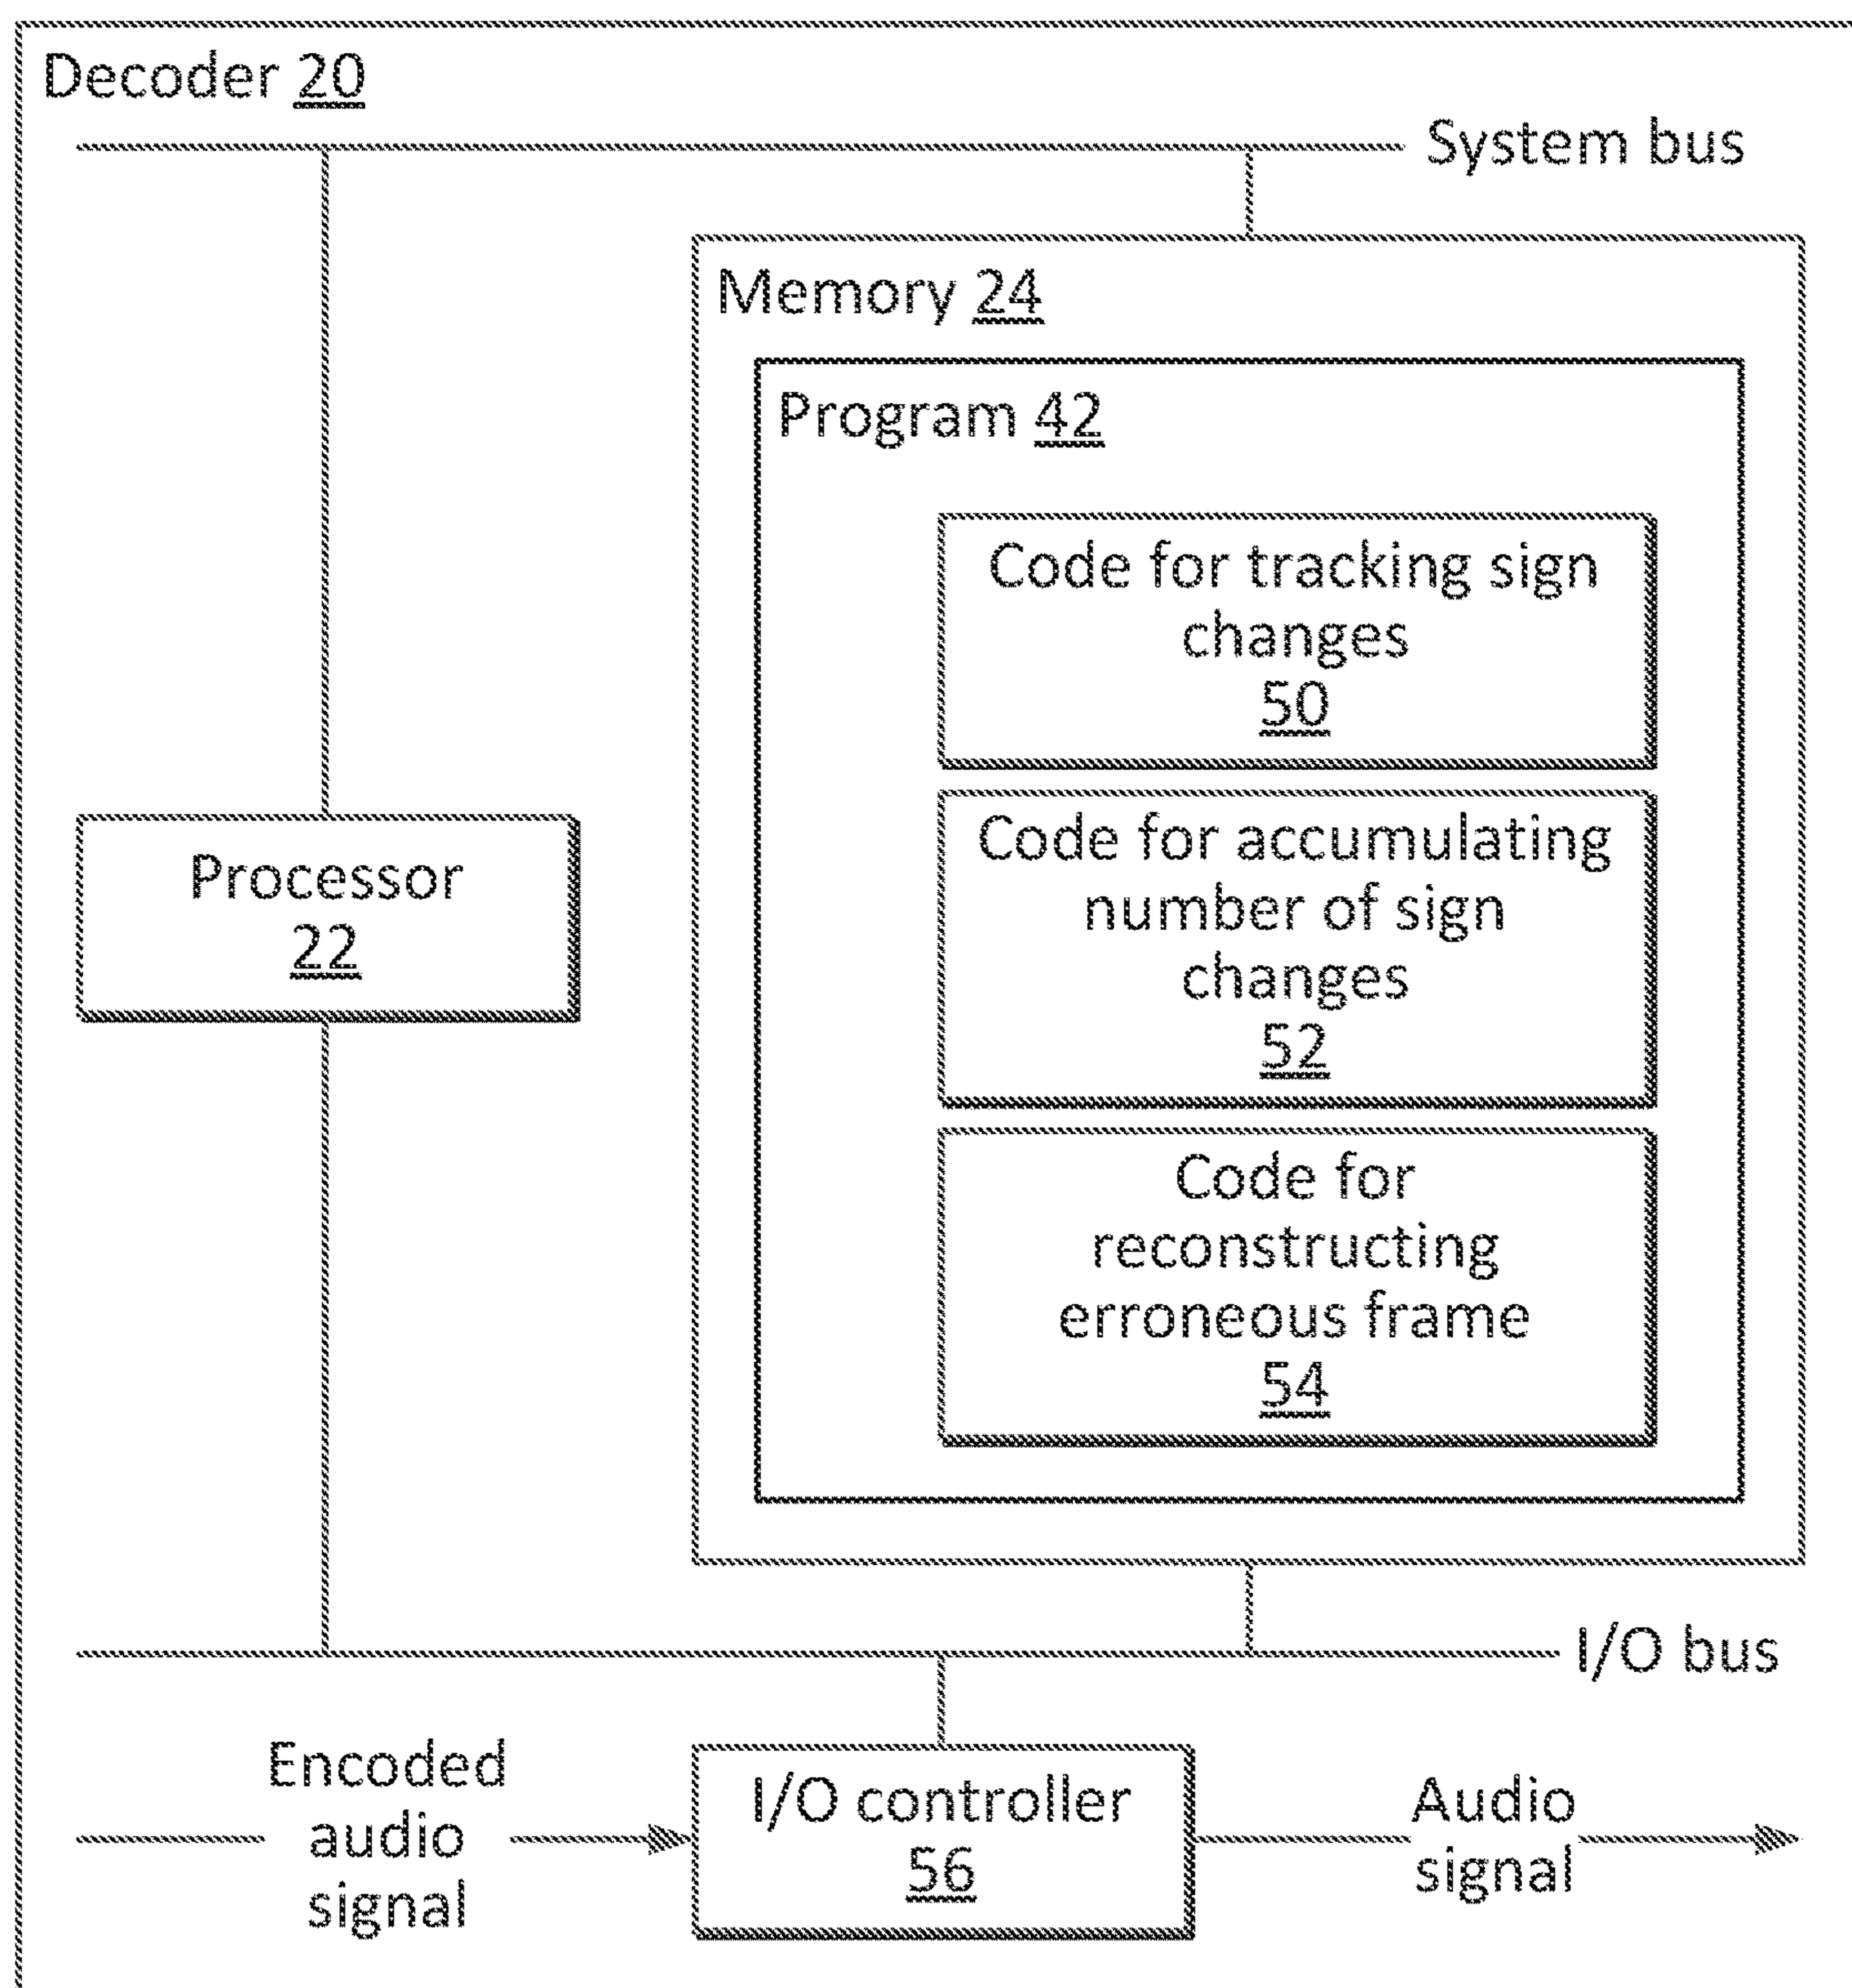 Decoder 20
System bus
Memory 24
Program 42
Code for tracking sign
changes
50
Code for accumulating
number of sign
changes
52
Code for
reconstructing
erroneous frame
54
Processor
22
I/O bus
Encoded
audio
signal
I/O controller
56
Audio
signal